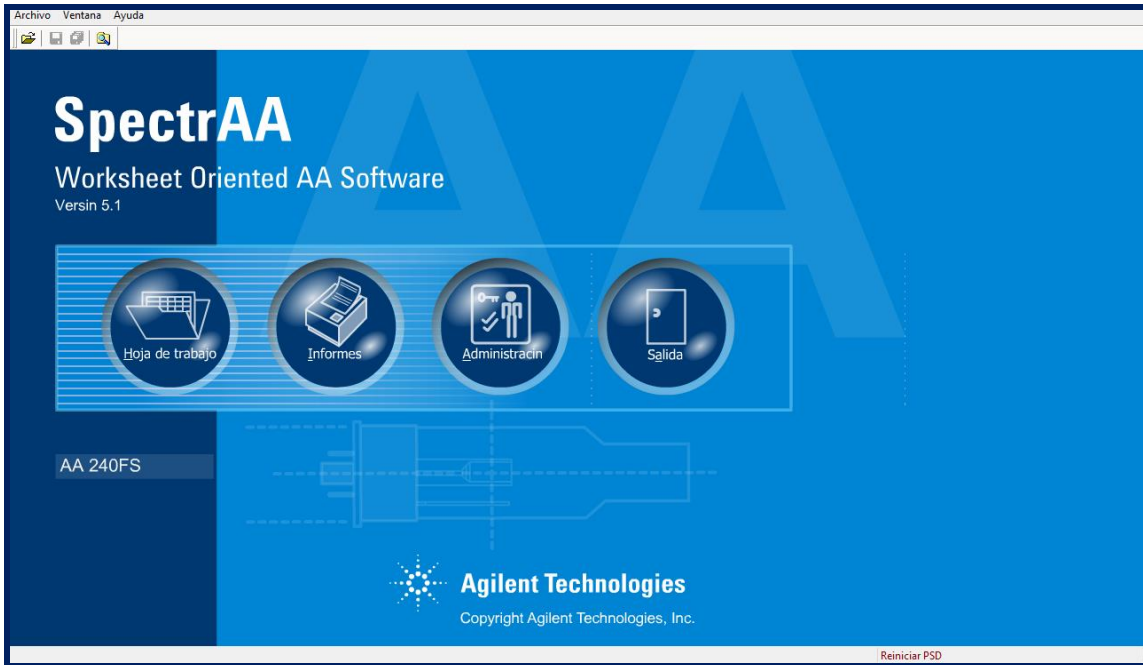 Archivo Ventana Ayuda
SpectrAA
Worksheet Oriented AA Software
Versin 5.1
Hoja de trabajo
Informes
Administracin
Salida
AA 240FS
Agilent Technologies
Copyright Agilent Technologies, Inc.
Reiniciar PSD